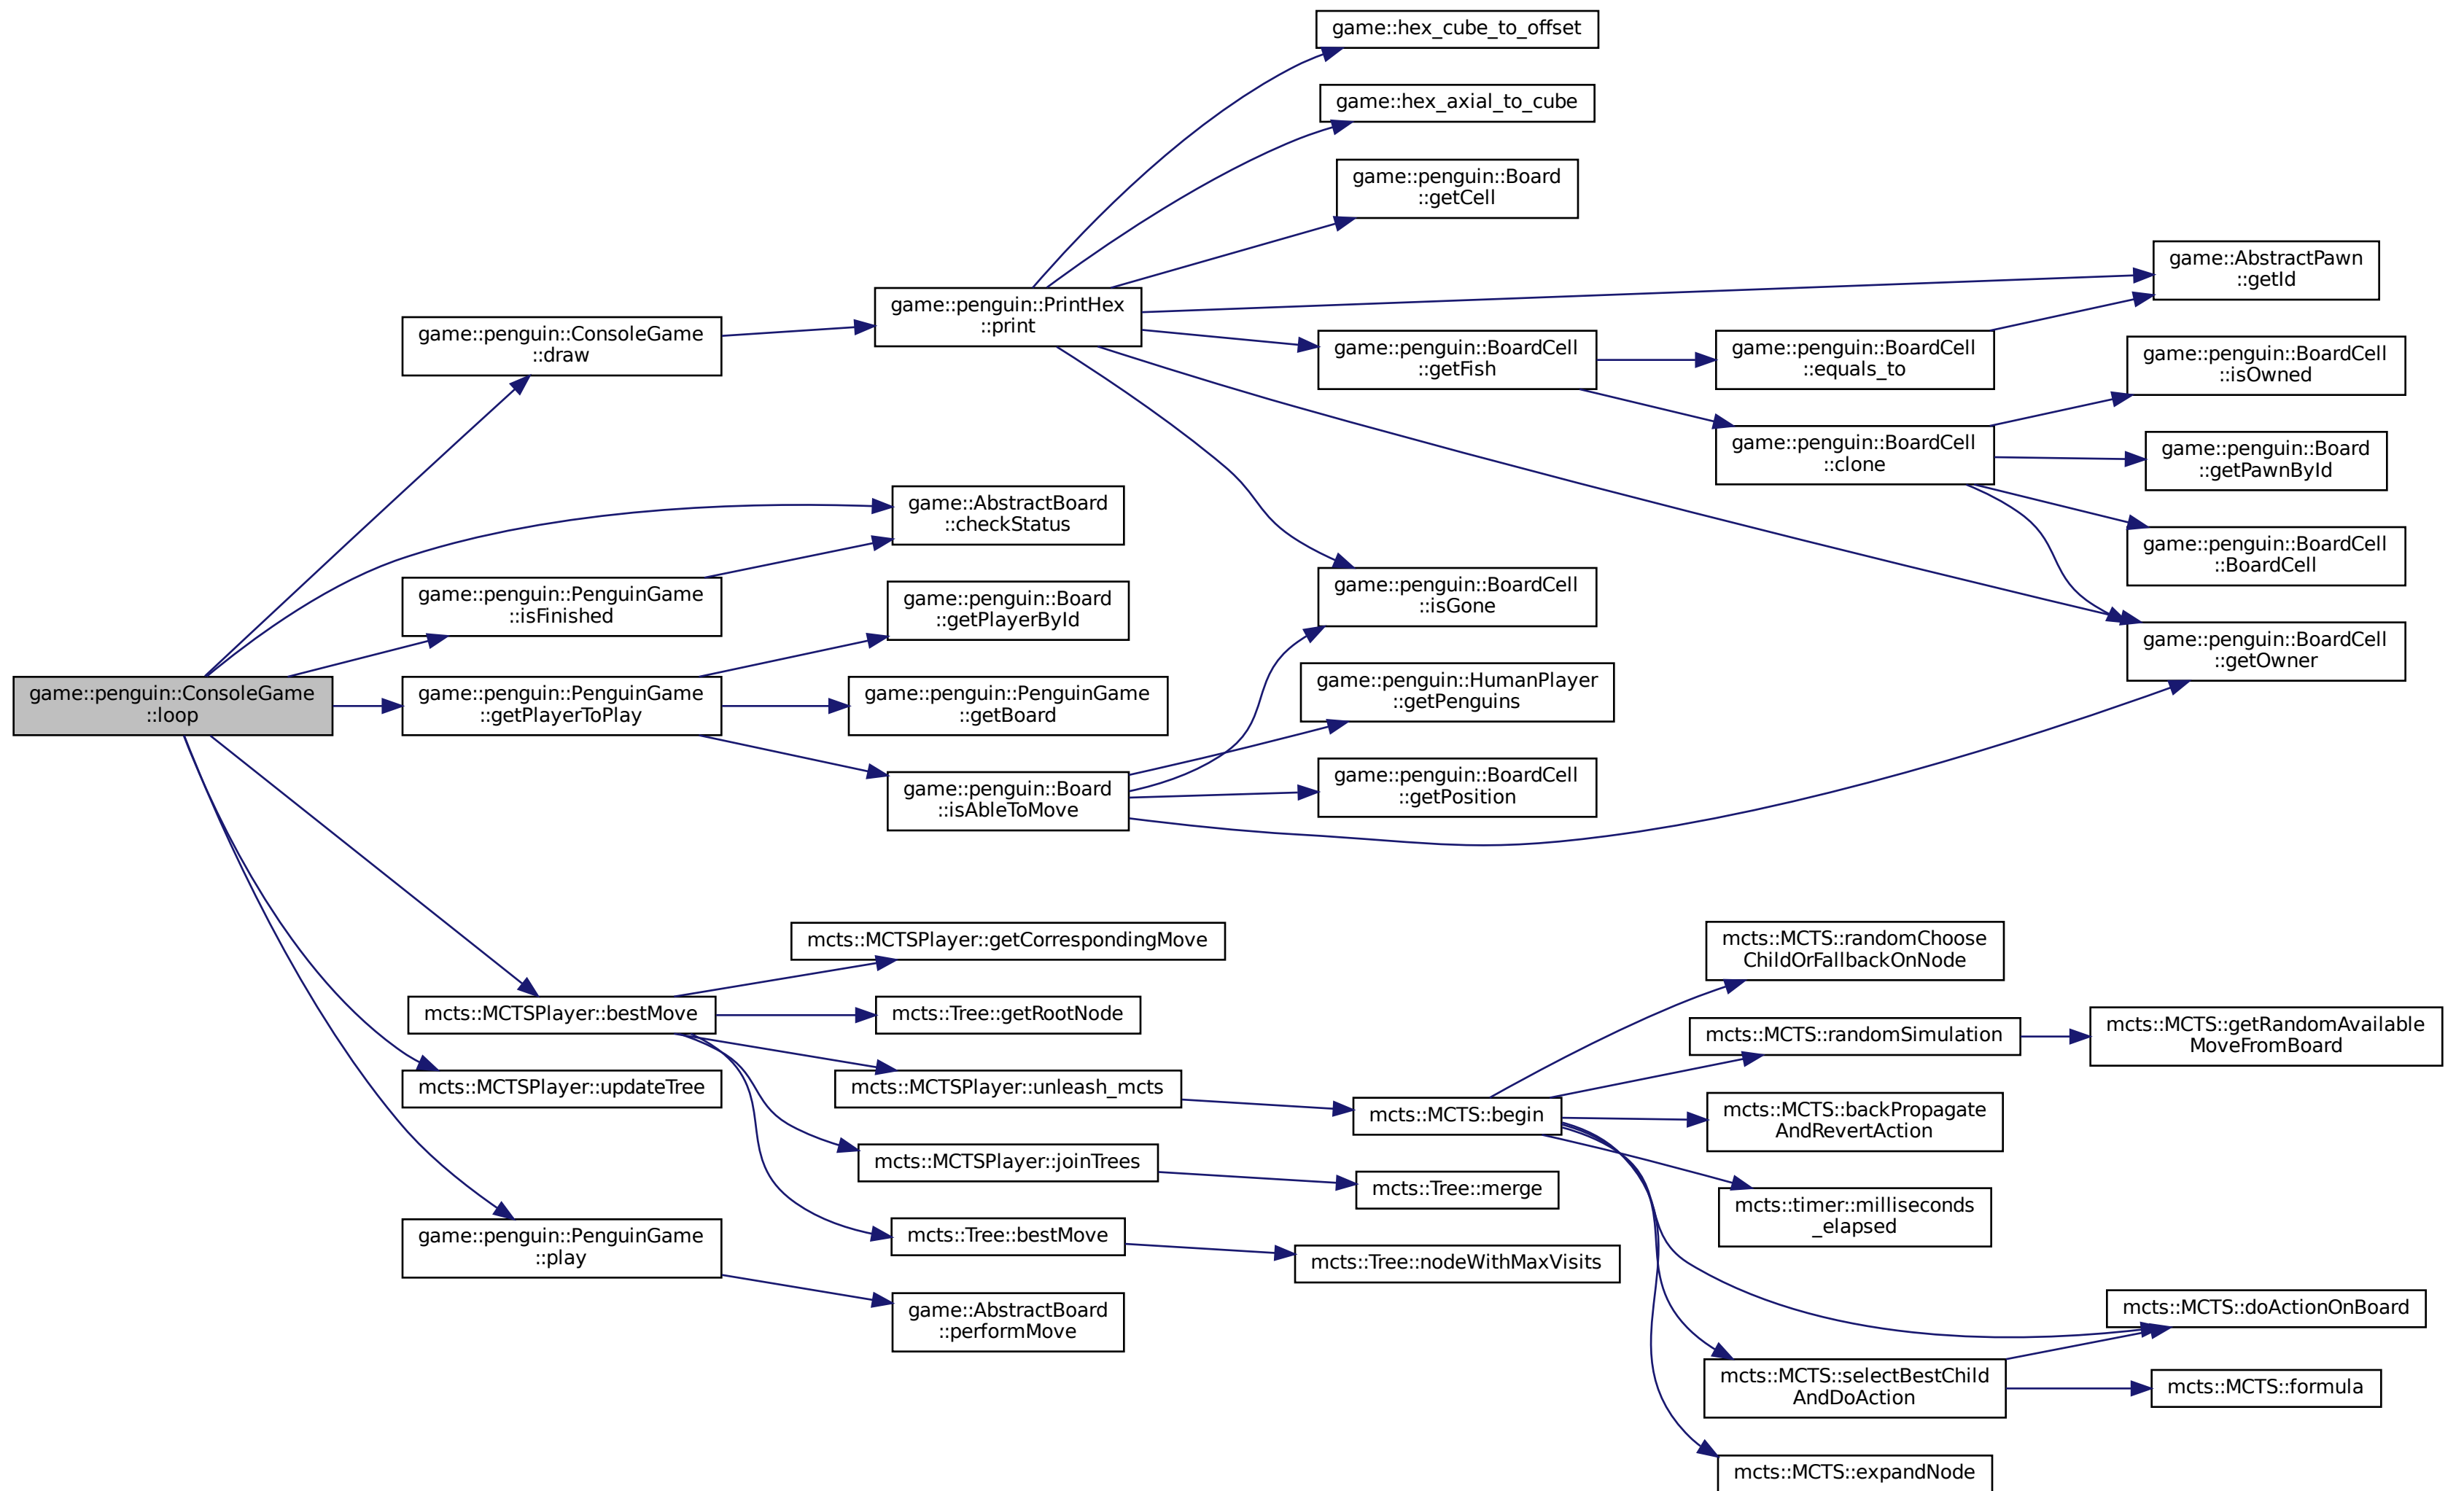 game::hex_cube_to_offset
game::hex_axial_to_cube
game::penguin::Board
::getCell
game::AbstractPawn
::getId
game::penguin::PrintHex
::print
game::penguin::ConsoleGame
::draw
game::penguin::BoardCell
::getFish
game::penguin::BoardCell
::equals_to
game::penguin::BoardCell
::isOwned
game::penguin::BoardCell
::clone
game::penguin::Board
::getPawnById
game::AbstractBoard
::checkStatus
game::penguin::BoardCell
::BoardCell
game::penguin::PenguinGame
::isFinished
game::penguin::Board
::getPlayerById
game::penguin::BoardCell
::isGone
game::penguin::BoardCell
::getOwner
game::penguin::ConsoleGame
::loop
game::penguin::PenguinGame
::getPlayerToPlay
game::penguin::PenguinGame
::getBoard
game::penguin::HumanPlayer
::getPenguins
game::penguin::Board
::isAbleToMove
game::penguin::BoardCell
::getPosition
mcts::MCTSPlayer::getCorrespondingMove
mcts::MCTS::randomChoose
ChildOrFallbackOnNode
mcts::MCTSPlayer::bestMove
mcts::Tree::getRootNode
mcts::MCTS::randomSimulation
mcts::MCTS::getRandomAvailable
MoveFromBoard
mcts::MCTSPlayer::updateTree
mcts::MCTSPlayer::unleash_mcts
mcts::MCTS::begin
mcts::MCTS::backPropagate
AndRevertAction
mcts::MCTSPlayer::joinTrees
mcts::Tree::merge
mcts::timer::milliseconds
_elapsed
game::penguin::PenguinGame
::play
mcts::Tree::bestMove
mcts::Tree::nodeWithMaxVisits
game::AbstractBoard
::performMove
mcts::MCTS::doActionOnBoard
mcts::MCTS::selectBestChild
AndDoAction
mcts::MCTS::formula
mcts::MCTS::expandNode